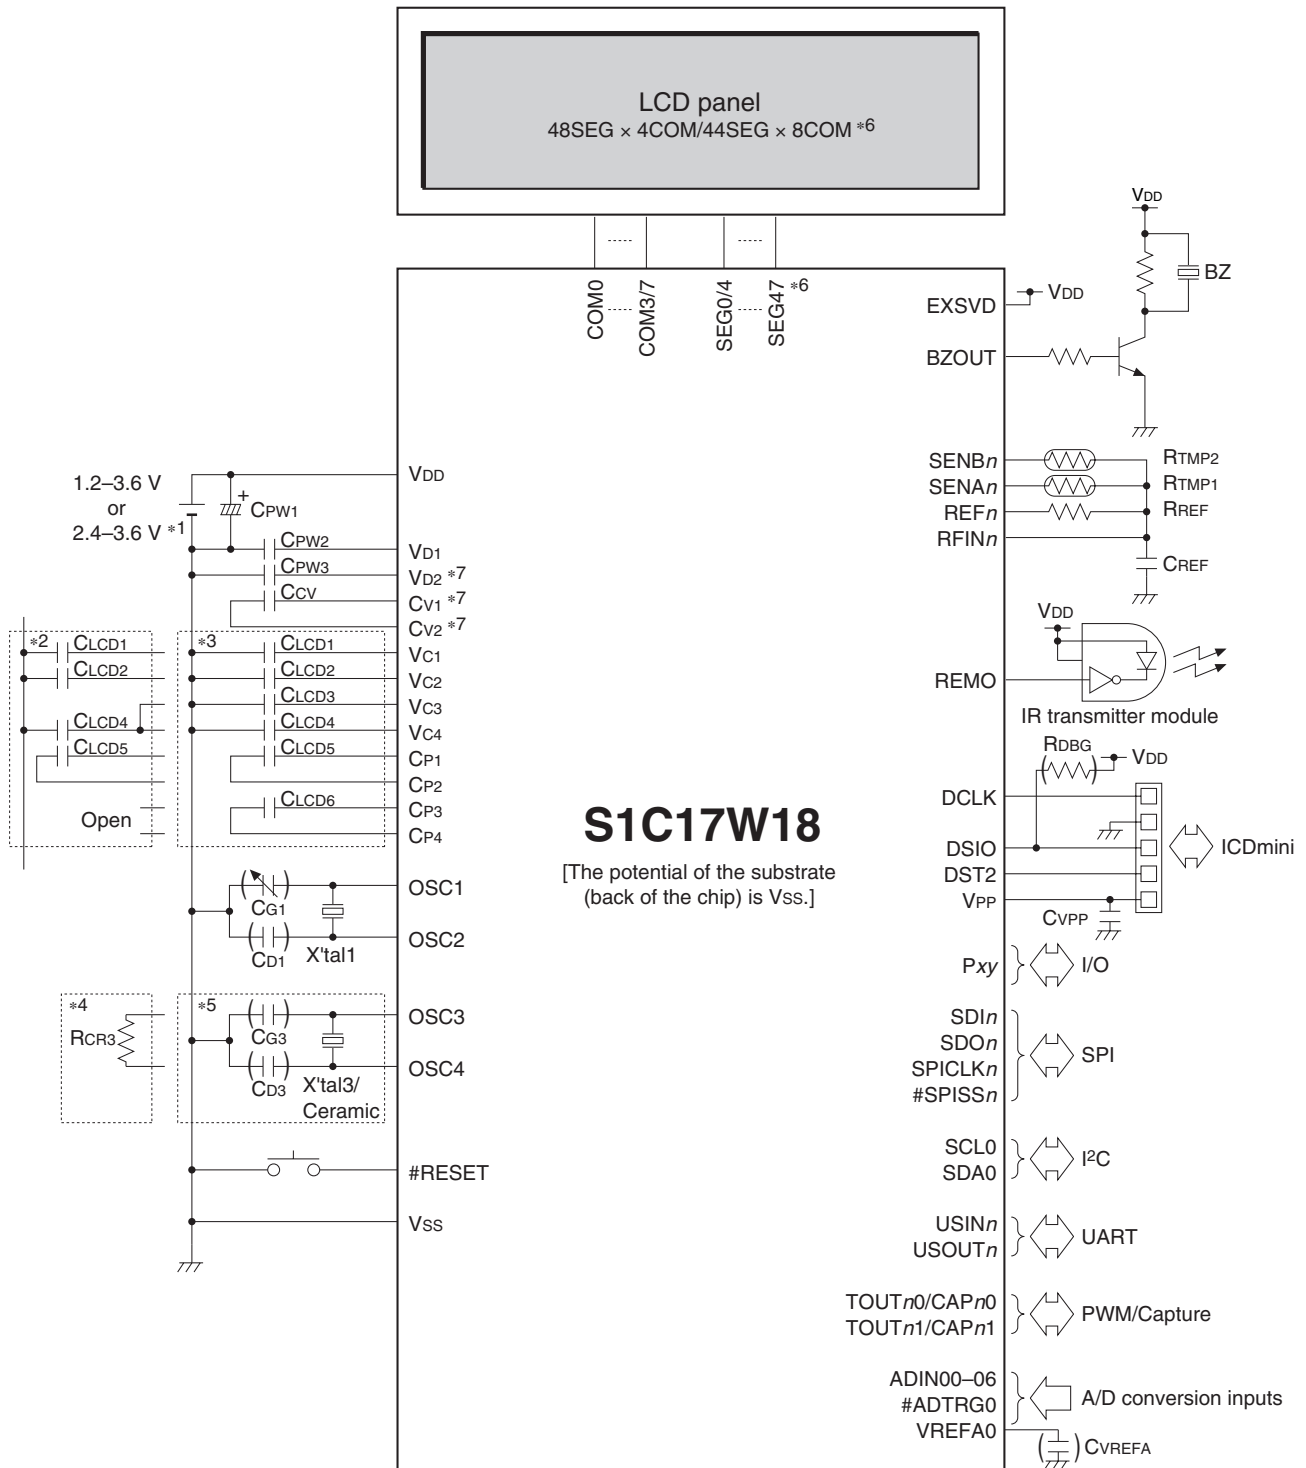 LCD panel
48SEG × 4COM/44SEG × 8COM *6
COM0
COM3/7
SEG0/4
SEG47 *6
VDD
BZ
EXSVD
VDD
BZOUT
1.2–3.6 V
or
2.4–3.6 V *1
+
CPW1
VDD
CPW2
VD1
CPW3
VD2 *7
CCV
CV1 *7
CV2 *7
*2
CLCD1
CLCD2
CLCD4
CLCD5
Open
*3
CLCD1
VC1
CLCD2
VC2
CLCD3
VC3
CLCD4
VC4
CLCD5
CP1
CP2
CLCD6
CP3
CP4
SENBn
RTMP2
SENAn
RTMP1
REFn
RREF
RFINn
CREF
VDD
REMO
IR transmitter module
S1C17W18
[The potential of the substrate
(back of the chip) is VSS.]
RDBG
VDD
DCLK
DSIO
DST2
VPP
CVPP
ICDmini
( )
CG1
( )
CD1
X'tal1
OSC1
OSC2
*4
RCR3
*5
( )
CG3
( )
CD3
X'tal3/
Ceramic
OSC3
OSC4
#RESET
VSS
Pxy
I/O
SDIn
SDOn
SPICLKn
#SPISSn
SPI
SCL0
SDA0
I2C
USINn
USOUTn
UART
TOUTn0/CAPn0
TOUTn1/CAPn1
PWM/Capture
ADIN00–06
#ADTRG0
VREFA0
A/D conversion inputs
( ) CVREFA